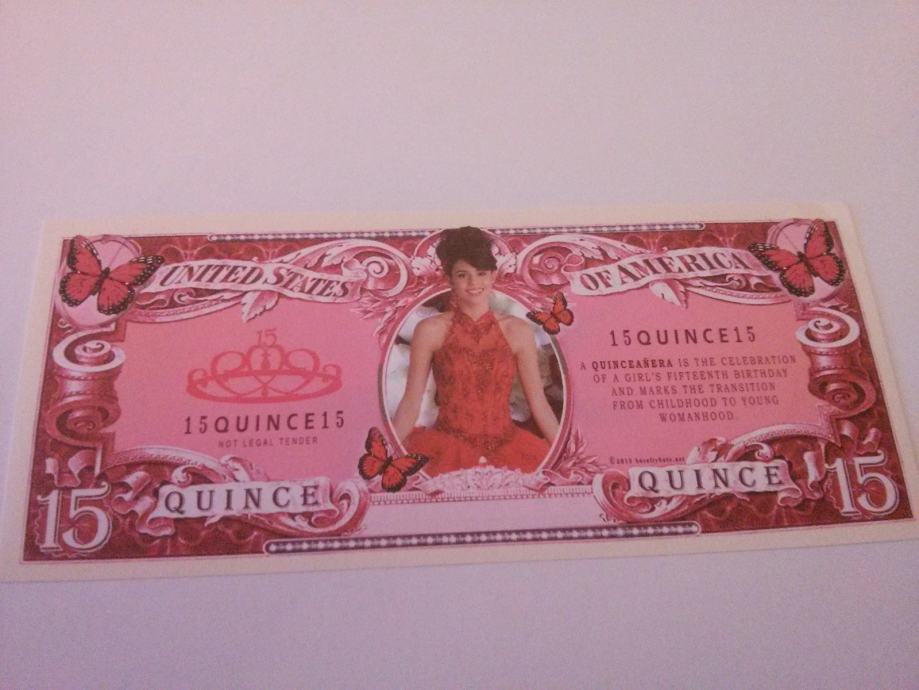 UNITED STATES
OF AMERICA
15
15QUINCE15
NOT LEGAL TENDER
15QUINCE15
A QUINCEAÑERA IS THE CELEBRATION
OF A GIRL'S FIFTEENTH BIRTHDAY
AND MARKS THE TRANSITION
FROM CHILDHOOD TO YOUNG
WOMANHOOD.
15
QUINCE
QUINCE
15